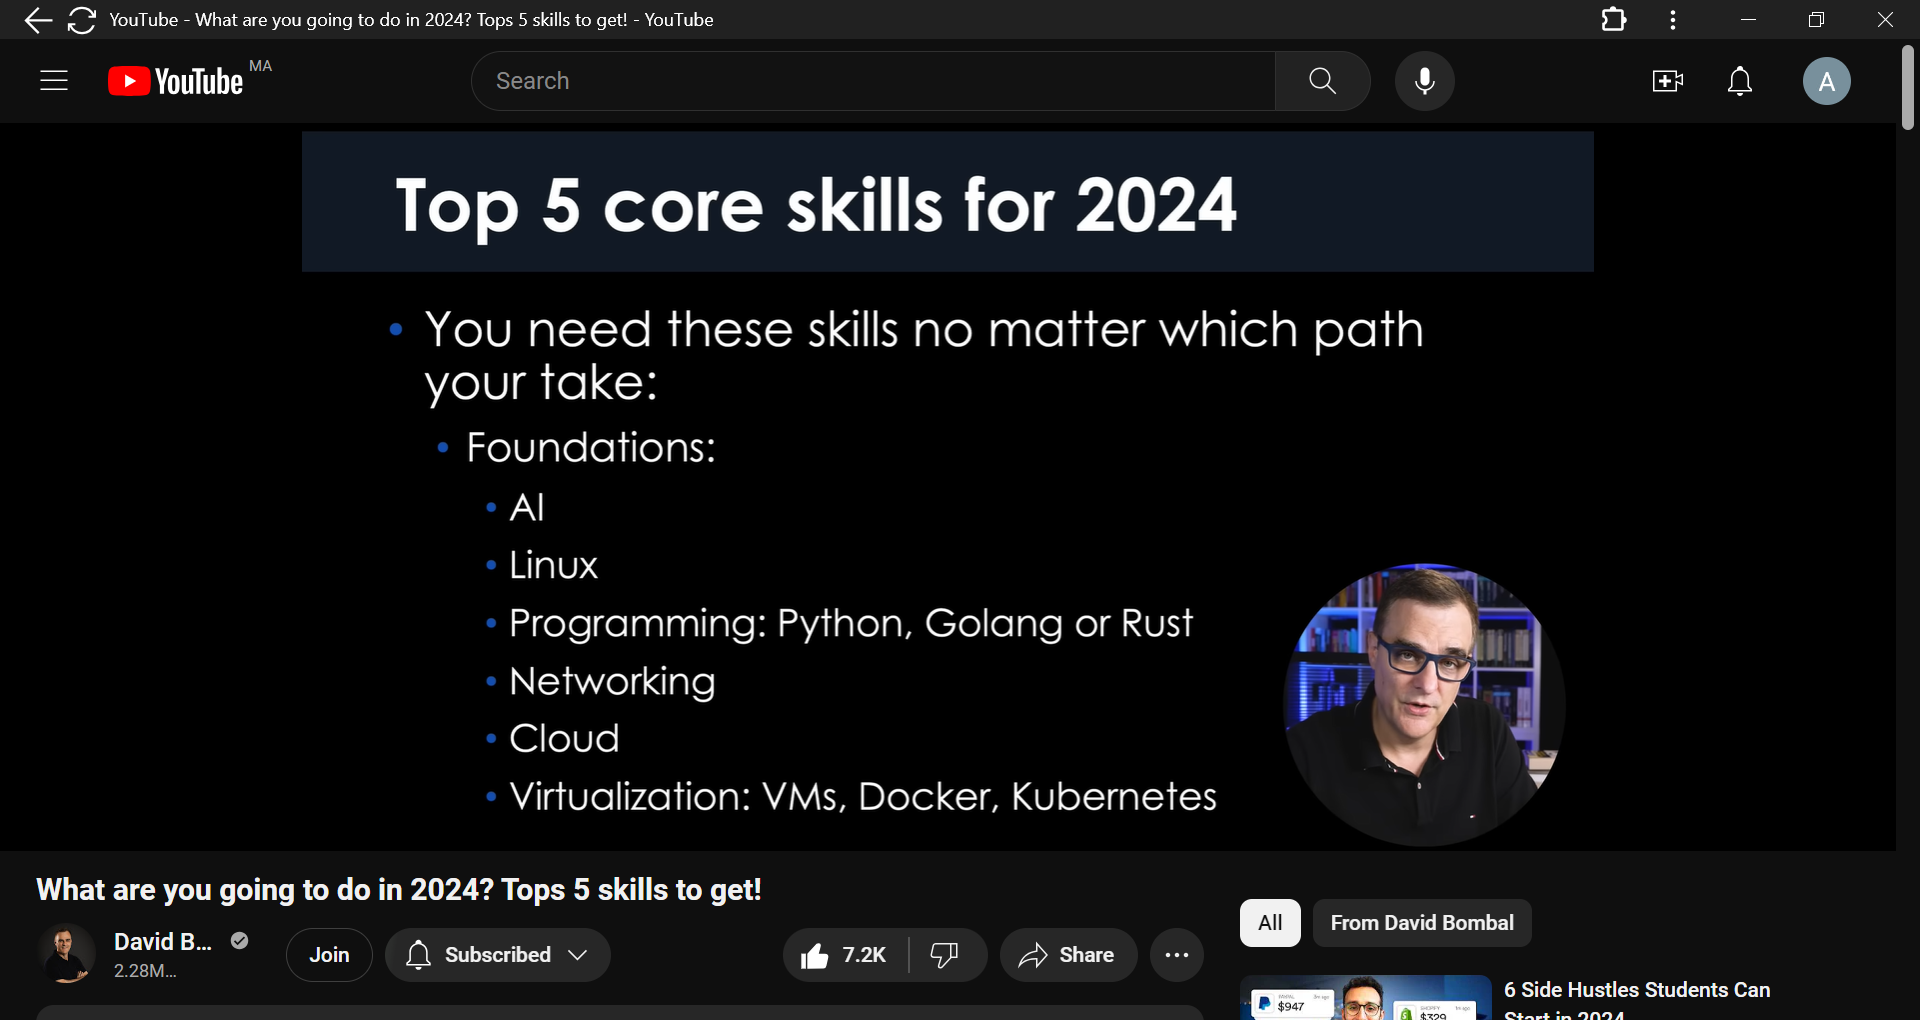 YouTube - What are you going to do in 2024? Tops 5 skills to get! - YouTube
YouTube MA
Search
A
Top 5 core skills for 2024
• You need these skills no matter which path
your take:
• Foundations:
• AI
• Linux
• Programming: Python, Golang or Rust
• Networking
• Cloud
• Virtualization: VMs, Docker, Kubernetes
What are you going to do in 2024? Tops 5 skills to get!
David B...
2.28M...
Join
Subscribed
7.2K
Share
All
From David Bombal
6 Side Hustles Students Can
Start in 2024
$947
$329